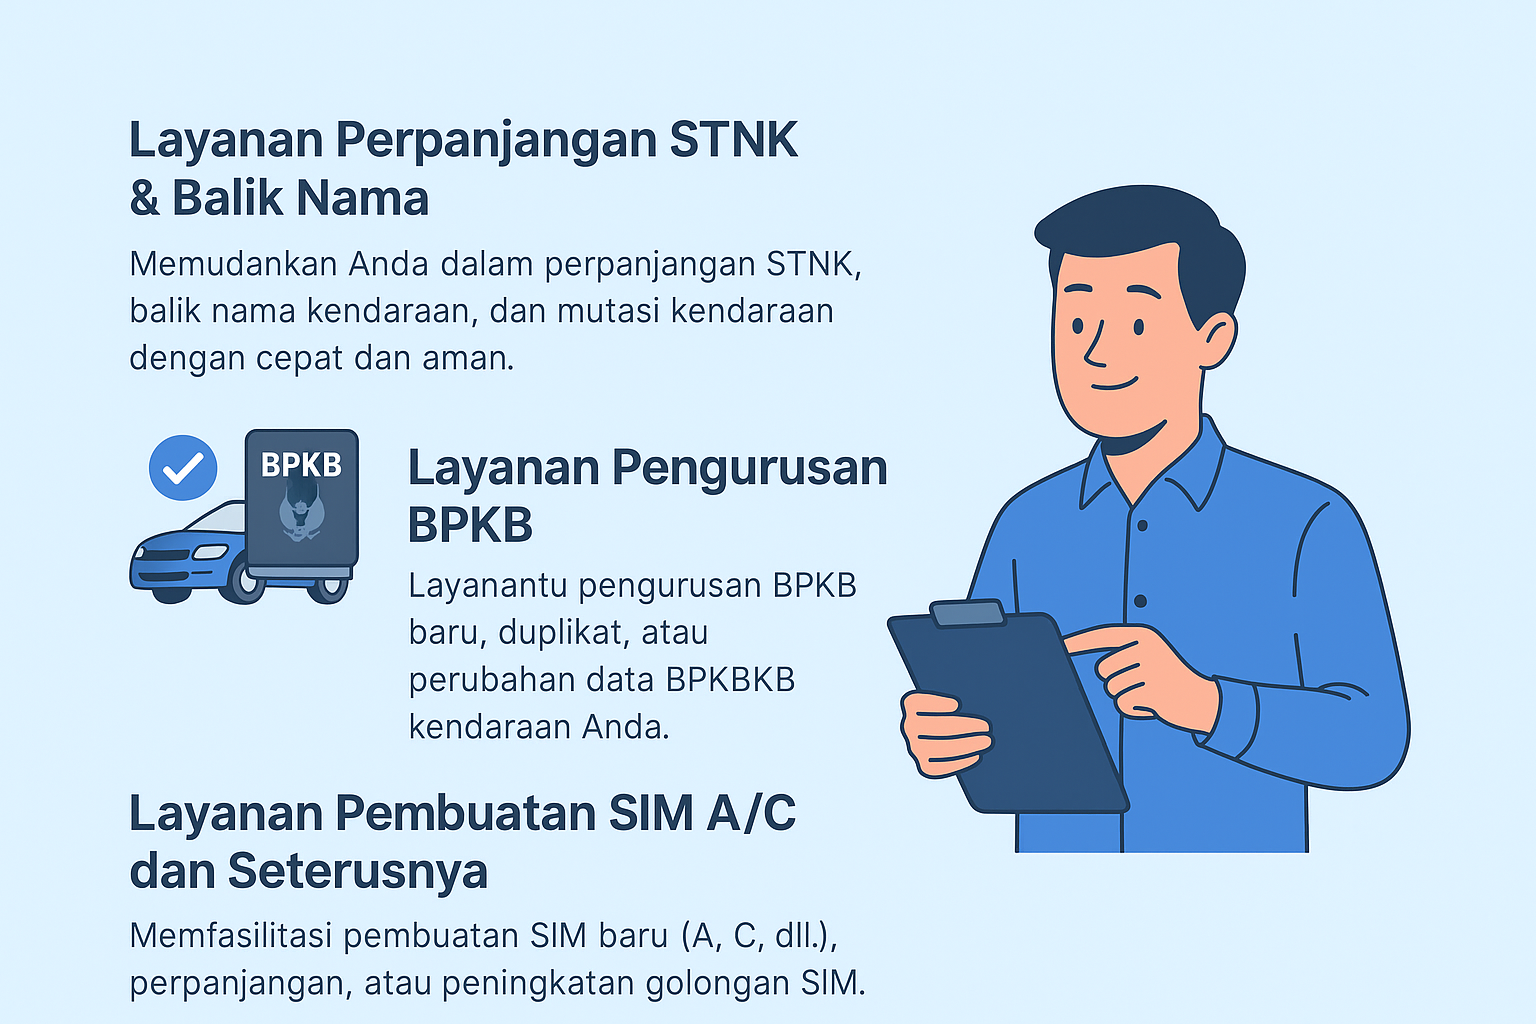 Layanan Perpanjangan STNK
& Balik Nama
Memudankan Anda dalam perpanjangan STNK,
balik nama kendaraan, dan mutasi kendaraan
dengan cepat dan aman.
BPKB
Layanan Pengurusan
BPKB
Layanantu pengurusan BPKB
baru, duplikat, atau
perubahan data BPKBKB
kendaraan Anda.
Layanan Pembuatan SIM A/C
dan Seterusnya
Memfasilitasi pembuatan SIM baru (A, C, dll.),
perpanjangan, atau peningkatan golongan SIM.